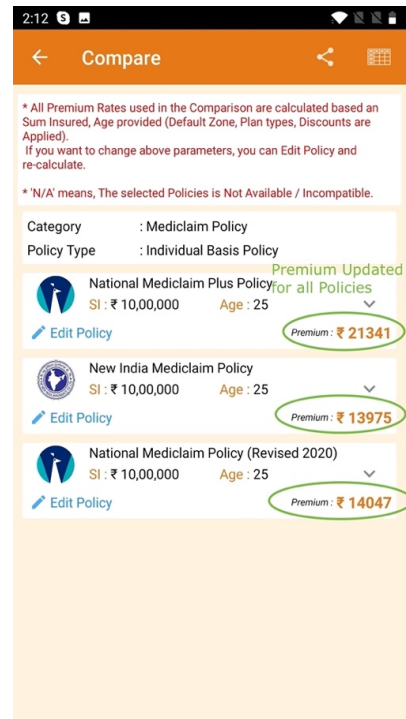 2:12 S
Compare
* All Premium Rates used in the Comparison are calculated based an
Sum Insured, Age provided (Default Zone, Plan types, Discounts are
Applied).
If you want to change above parameters, you can Edit Policy and
re-calculate.
* 'N/A' means, The selected Policies is Not Available / Incompatible.
Category : Mediclaim Policy
Policy Type : Individual Basis Policy
Premium Updated
for all Policies
National Mediclaim Plus Policy
SI : ₹ 10,00,000 Age : 25
Edit Policy Premium : ₹ 21341
New India Mediclaim Policy
SI : ₹ 10,00,000 Age : 25
Edit Policy Premium : ₹ 13975
National Mediclaim Policy (Revised 2020)
SI : ₹ 10,00,000 Age : 25
Edit Policy Premium : ₹ 14047